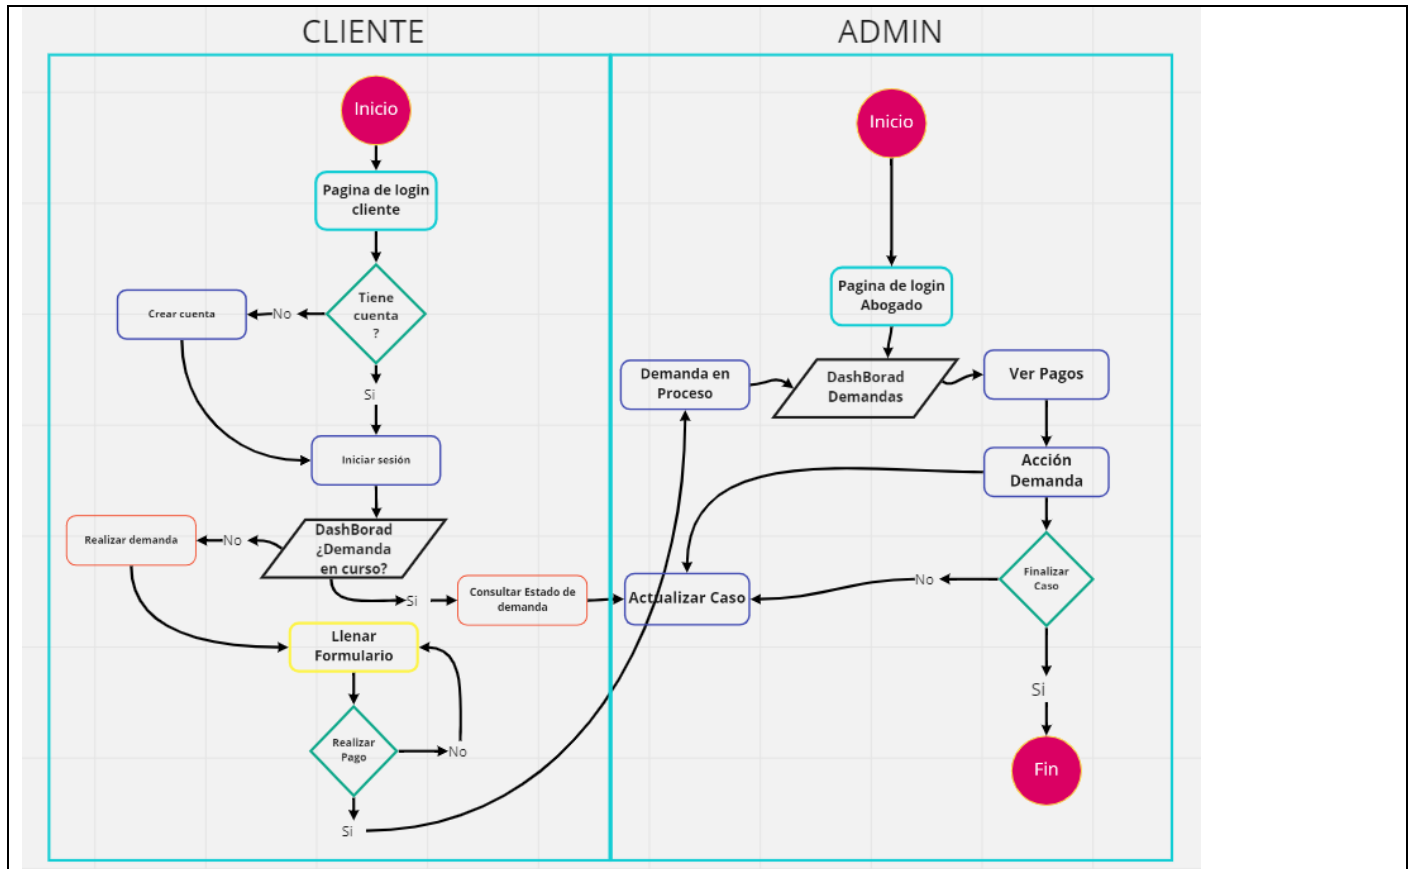 CLIENTE
ADMIN
Inicio
Pagina de login
cliente
Tiene
cuenta
?
No
Crear cuenta
Si
Iniciar sesión
DashBorad
¿Demanda
en curso?
No
Realizar demanda
Si
Consultar Estado de
demanda
Llenar
Formulario
Realizar
Pago
No
Si
Inicio
Pagina de login
Abogado
Demanda en
Proceso
DashBorad
Demandas
Ver Pagos
Acción
Demanda
Actualizar Caso
No
Finalizar
Caso
Si
Fin